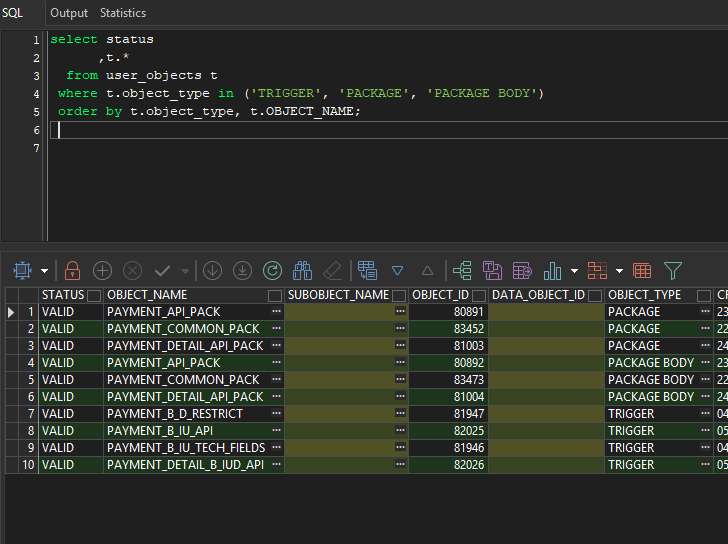 SQL Output Statistics
1 select status
2 ,t.*
3 from user_objects t
4 where t.object_type in ('TRIGGER', 'PACKAGE', 'PACKAGE BODY')
5 order by t.object_type, t.OBJECT_NAME;
6
7
STATUS OBJECT_NAME SUBOBJECT_NAME OBJECT_ID DATA_OBJECT_ID OBJECT_TYPE
1 VALID PAYMENT_API_PACK ... ... 80891 PACKAGE ... 23
2 VALID PAYMENT_COMMON_PACK ... ... 83452 PACKAGE ... 22
3 VALID PAYMENT_DETAIL_API_PACK ... ... 81003 PACKAGE ... 24
4 VALID PAYMENT_API_PACK ... ... 80892 PACKAGE BODY ... 23
5 VALID PAYMENT_COMMON_PACK ... ... 83473 PACKAGE BODY ... 22
6 VALID PAYMENT_DETAIL_API_PACK ... ... 81004 PACKAGE BODY ... 24
7 VALID PAYMENT_B_D_RESTRICT ... ... 81947 TRIGGER ... 04
8 VALID PAYMENT_B_IU_API ... ... 82025 TRIGGER ... 05
9 VALID PAYMENT_B_IU_TECH_FIELDS ... ... 81946 TRIGGER ... 04
10 VALID PAYMENT_DETAIL_B_IUD_API ... ... 82026 TRIGGER ... 05